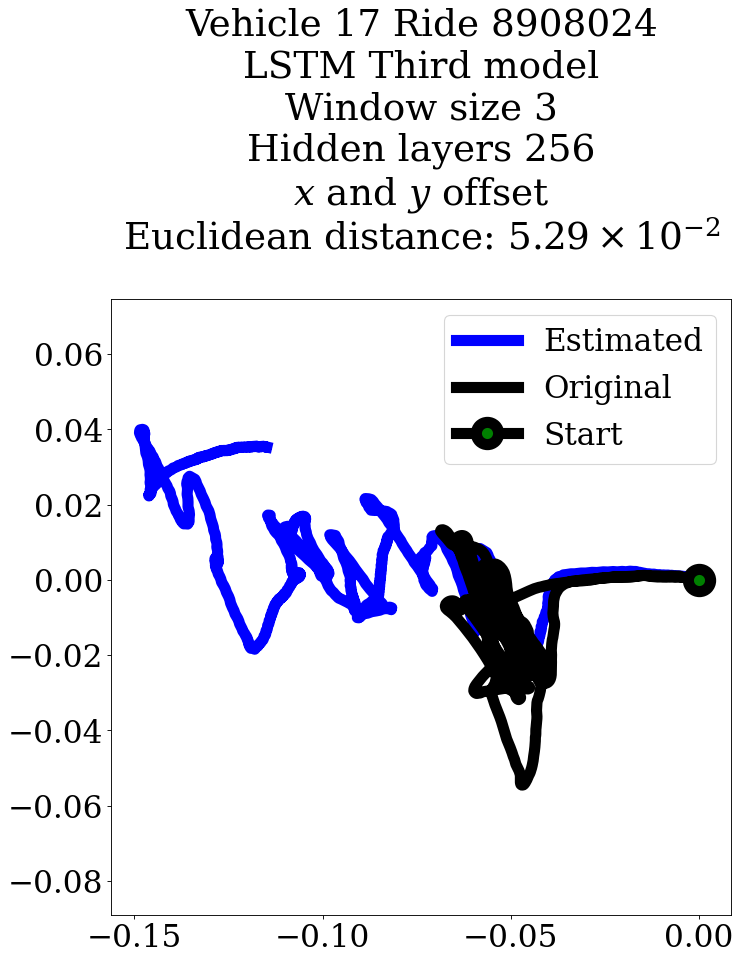 Vehicle 17 Ride 8908024
LSTM Third model
Window size 3
Hidden layers 256
x and y offset
Euclidean distance: 5.29 × 10⁻²
Estimated
Original
Start
0.06
0.04
0.02
0.00
−0.02
−0.04
−0.06
−0.08
−0.15 −0.10 −0.05 0.00